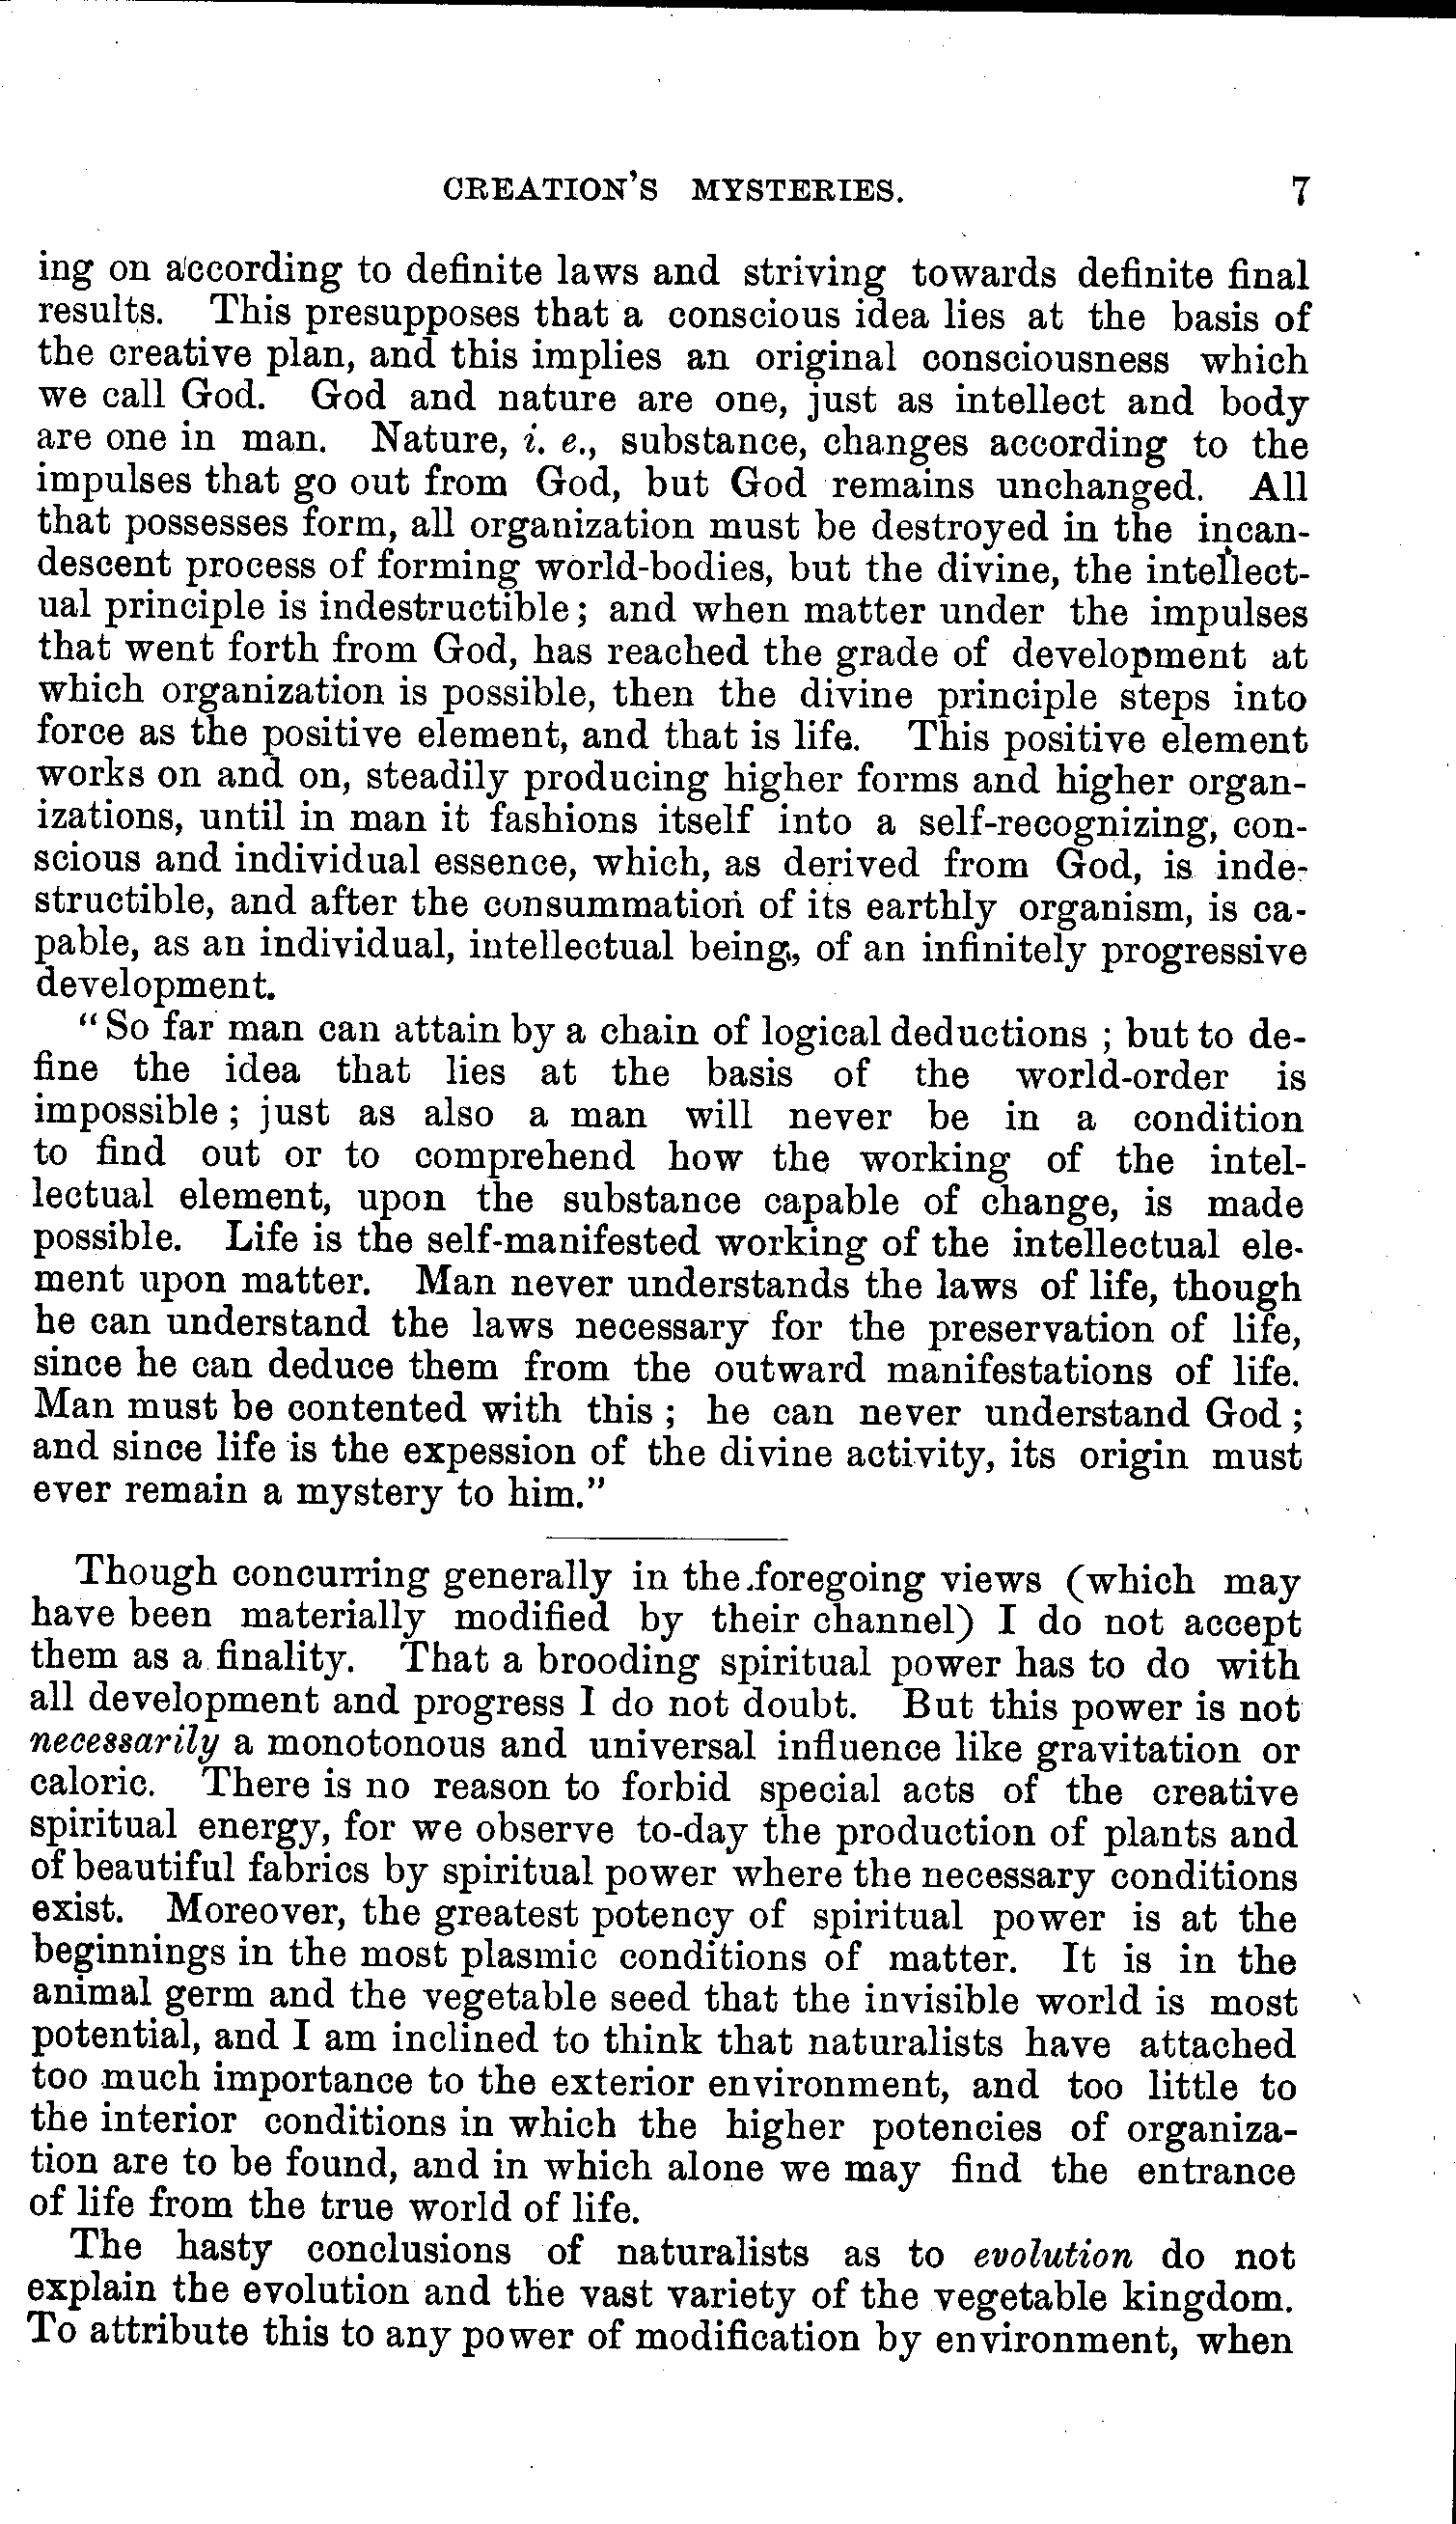 CREATION'S MYSTERIES. 7
ing on according to definite laws and striving towards definite final
results. This presupposes that a conscious idea lies at the basis of
the creative plan, and this implies an original consciousness which
we call God. God and nature are one, just as intellect and body
are one in man. Nature, i. e., substance, changes according to the
impulses that go out from God, but God remains unchanged. All
that possesses form, all organization must be destroyed in the incan-
descent process of forming world-bodies, but the divine, the intellect-
ual principle is indestructible; and when matter under the impulses
that went forth from God, has reached the grade of development at
which organization is possible, then the divine principle steps into
force as the positive element, and that is life. This positive element
works on and on, steadily producing higher forms and higher organ-
izations, until in man it fashions itself into a self-recognizing, con-
scious and individual essence, which, as derived from God, is inde-
structible, and after the consummation of its earthly organism, is ca-
pable, as an individual, intellectual being, of an infinitely progressive
development.
"So far man can attain by a chain of logical deductions ; but to de-
fine the idea that lies at the basis of the world-order is
impossible ; just as also a man will never be in a condition
to find out or to comprehend how the working of the intel-
lectual element, upon the substance capable of change, is made
possible. Life is the self-manifested working of the intellectual ele-
ment upon matter. Man never understands the laws of life, though
he can understand the laws necessary for the preservation of life,
since he can deduce them from the outward manifestations of life.
Man must be contented with this ; he can never understand God ;
and since life is the expession of the divine activity, its origin must
ever remain a mystery to him."
Though concurring generally in the foregoing views (which may
have been materially modified by their channel) I do not accept
them as a finality. That a brooding spiritual power has to do with
all development and progress I do not doubt. But this power is not
necessarily a monotonous and universal influence like gravitation or
caloric. There is no reason to forbid special acts of the creative
spiritual energy, for we observe to-day the production of plants and
of beautiful fabrics by spiritual power where the necessary conditions
exist. Moreover, the greatest potency of spiritual power is at the
beginnings in the most plasmic conditions of matter. It is in the
animal germ and the vegetable seed that the invisible world is most
potential, and I am inclined to think that naturalists have attached
too much importance to the exterior environment, and too little to
the interior conditions in which the higher potencies of organiza-
tion are to be found, and in which alone we may find the entrance
of life from the true world of life.
The hasty conclusions of naturalists as to evolution do not
explain the evolution and the vast variety of the vegetable kingdom.
To attribute this to any power of modification by environment, when